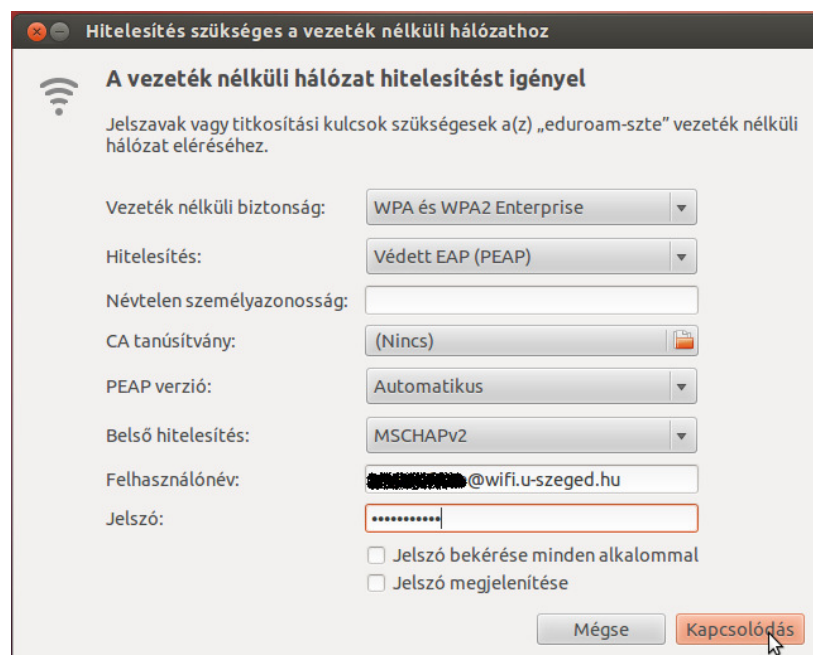 Hitelesítés szükséges a vezeték nélküli hálózathoz
A vezeték nélküli hálózat hitelesítést igényel
Jelszavak vagy titkosítási kulcsok szükségesek a(z) „eduroam-szte” vezeték nélküli
hálózat eléréséhez.
Vezeték nélküli biztonság: WPA és WPA2 Enterprise
Hitelesítés: Védett EAP (PEAP)
Névtelen személyazonosság:
CA tanúsítvány: (Nincs)
PEAP verzió: Automatikus
Belső hitelesítés: MSCHAPv2
Felhasználónév: @wifi.u-szeged.hu
Jelszó: •••••••••••
Jelszó bekérése minden alkalommal
Jelszó megjelenítése
Mégse Kapcsolódás